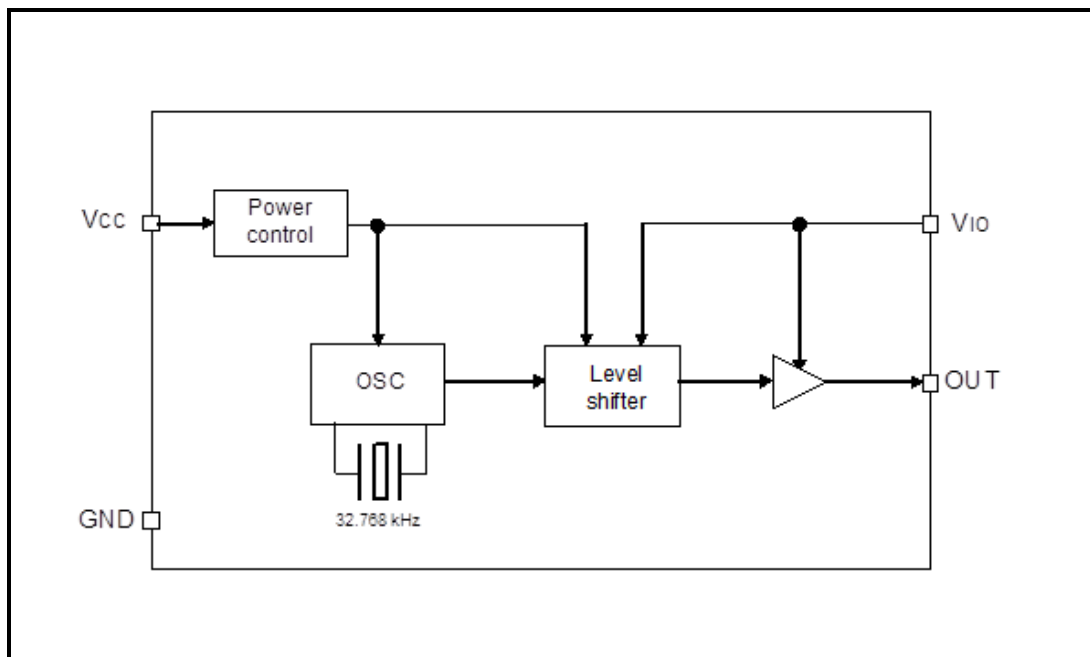 Vcc
Power
control
VIO
OSC
Level
shifter
OUT
32.768 kHz
GND